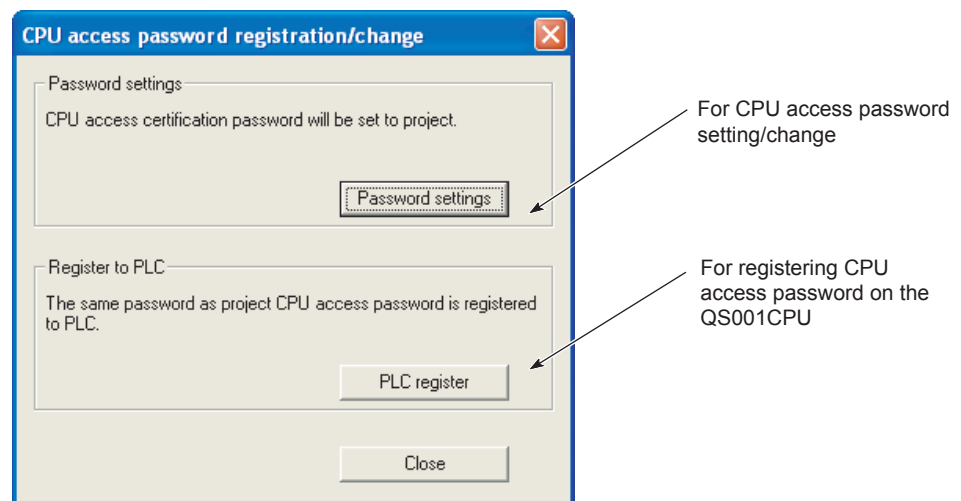 CPU access password registration/change
Password settings
CPU access certification password will be set to project.
Password settings
For CPU access password
setting/change
Register to PLC
The same password as project CPU access password is registered
to PLC.
PLC register
For registering CPU
access password on the
QS001CPU
Close